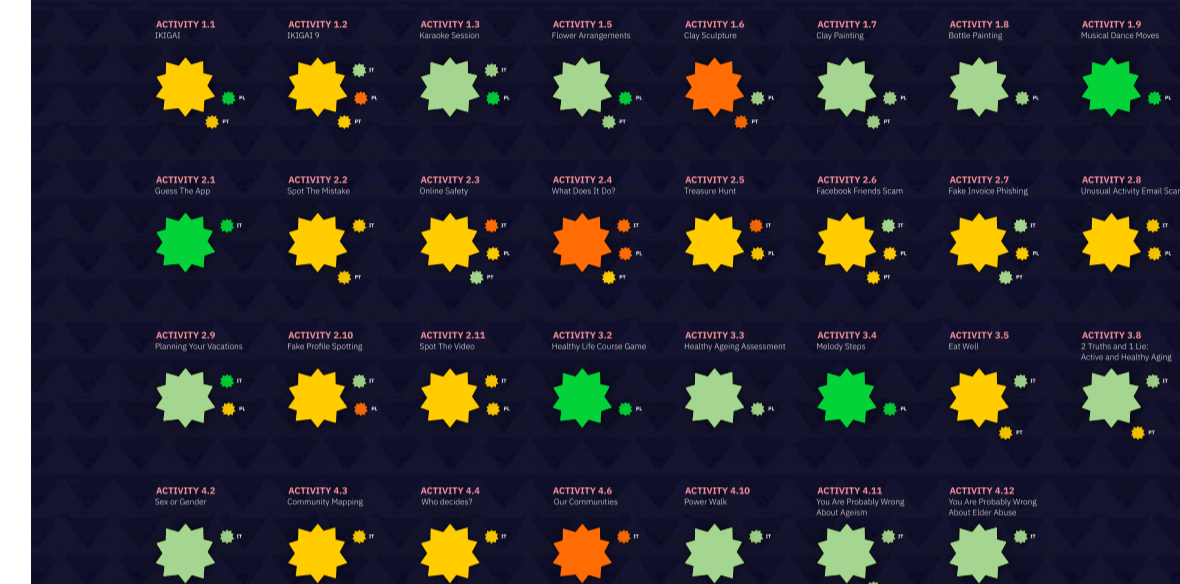 ACTIVITY 1.1
IKIGAI
PL
PT
ACTIVITY 1.2
IKIGAI 9
IT
PL
PT
ACTIVITY 1.3
Karaoke Session
IT
PL
ACTIVITY 1.5
Flower Arrangements
PL
PT
ACTIVITY 1.6
Clay Sculpture
PL
PT
ACTIVITY 1.7
Clay Painting
PL
PT
ACTIVITY 1.8
Bottle Painting
PL
ACTIVITY 1.9
Musical Dance Moves
PL
ACTIVITY 2.1
Guess The App
IT
ACTIVITY 2.2
Spot The Mistake
IT
PT
ACTIVITY 2.3
Online Safety
IT
PL
PT
ACTIVITY 2.4
What Does It Do?
IT
PL
PT
ACTIVITY 2.5
Treasure Hunt
IT
PL
ACTIVITY 2.6
Facebook Friends Scam
IT
PL
PT
ACTIVITY 2.7
Fake Invoice Phishing
IT
PL
PT
ACTIVITY 2.8
Unusual Activity Email
IT
PL
ACTIVITY 2.9
Planning Your Vacations
IT
PL
ACTIVITY 2.10
Fake Profile Spotting
IT
PL
ACTIVITY 2.11
Spot The Video
IT
PL
ACTIVITY 3.2
Healthy Life Course Game
PL
ACTIVITY 3.3
Healthy Ageing Assessment
PL
ACTIVITY 3.4
Melody Steps
PL
ACTIVITY 3.5
Eat Well
IT
PT
ACTIVITY 3.8
2 Truths and 1 Lie:
Active and Healthy Aging
IT
PT
ACTIVITY 4.2
Sex or Gender
IT
ACTIVITY 4.3
Community Mapping
IT
ACTIVITY 4.4
Who decides?
IT
ACTIVITY 4.6
Our Communities
IT
ACTIVITY 4.10
Power Walk
IT
ACTIVITY 4.11
You Are Probably Wrong
About Ageism
IT
ACTIVITY 4.12
You Are Probably Wrong
About Elder Abuse
IT